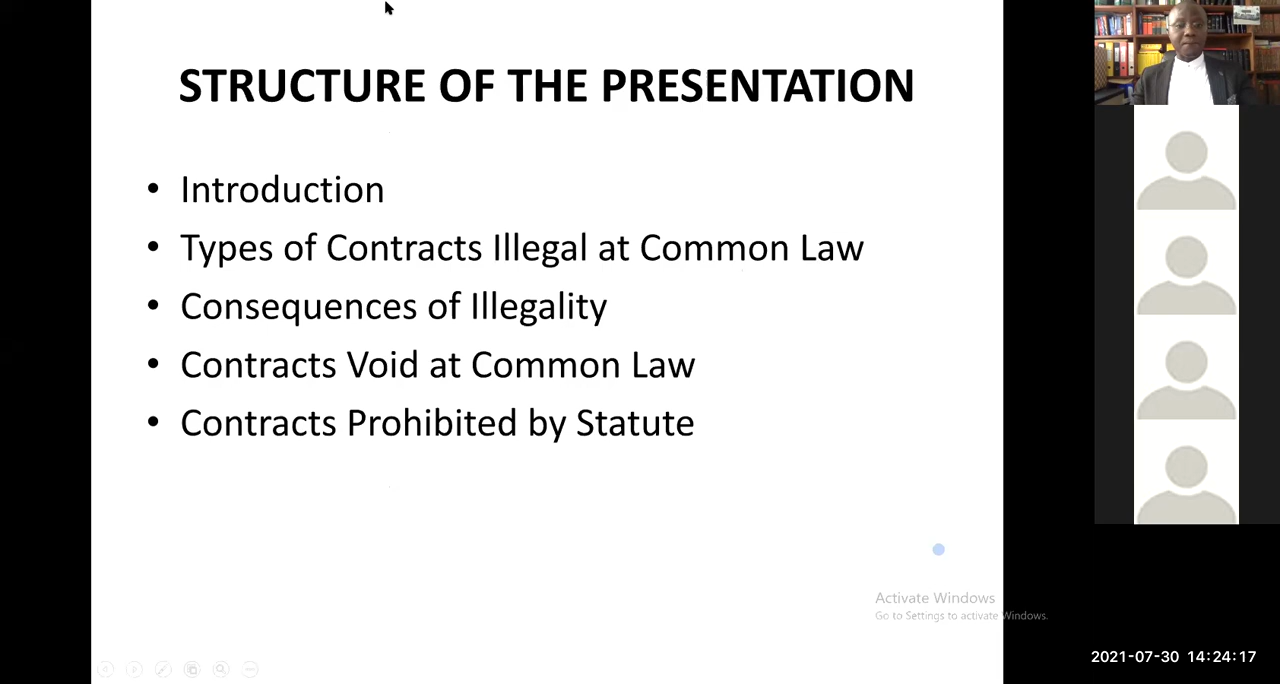 STRUCTURE OF THE PRESENTATION
• Introduction
• Types of Contracts Illegal at Common Law
• Consequences of Illegality
• Contracts Void at Common Law
• Contracts Prohibited by Statute
Activate Windows
Go to Settings to activate Windows.
2021-07-30 14:24:17